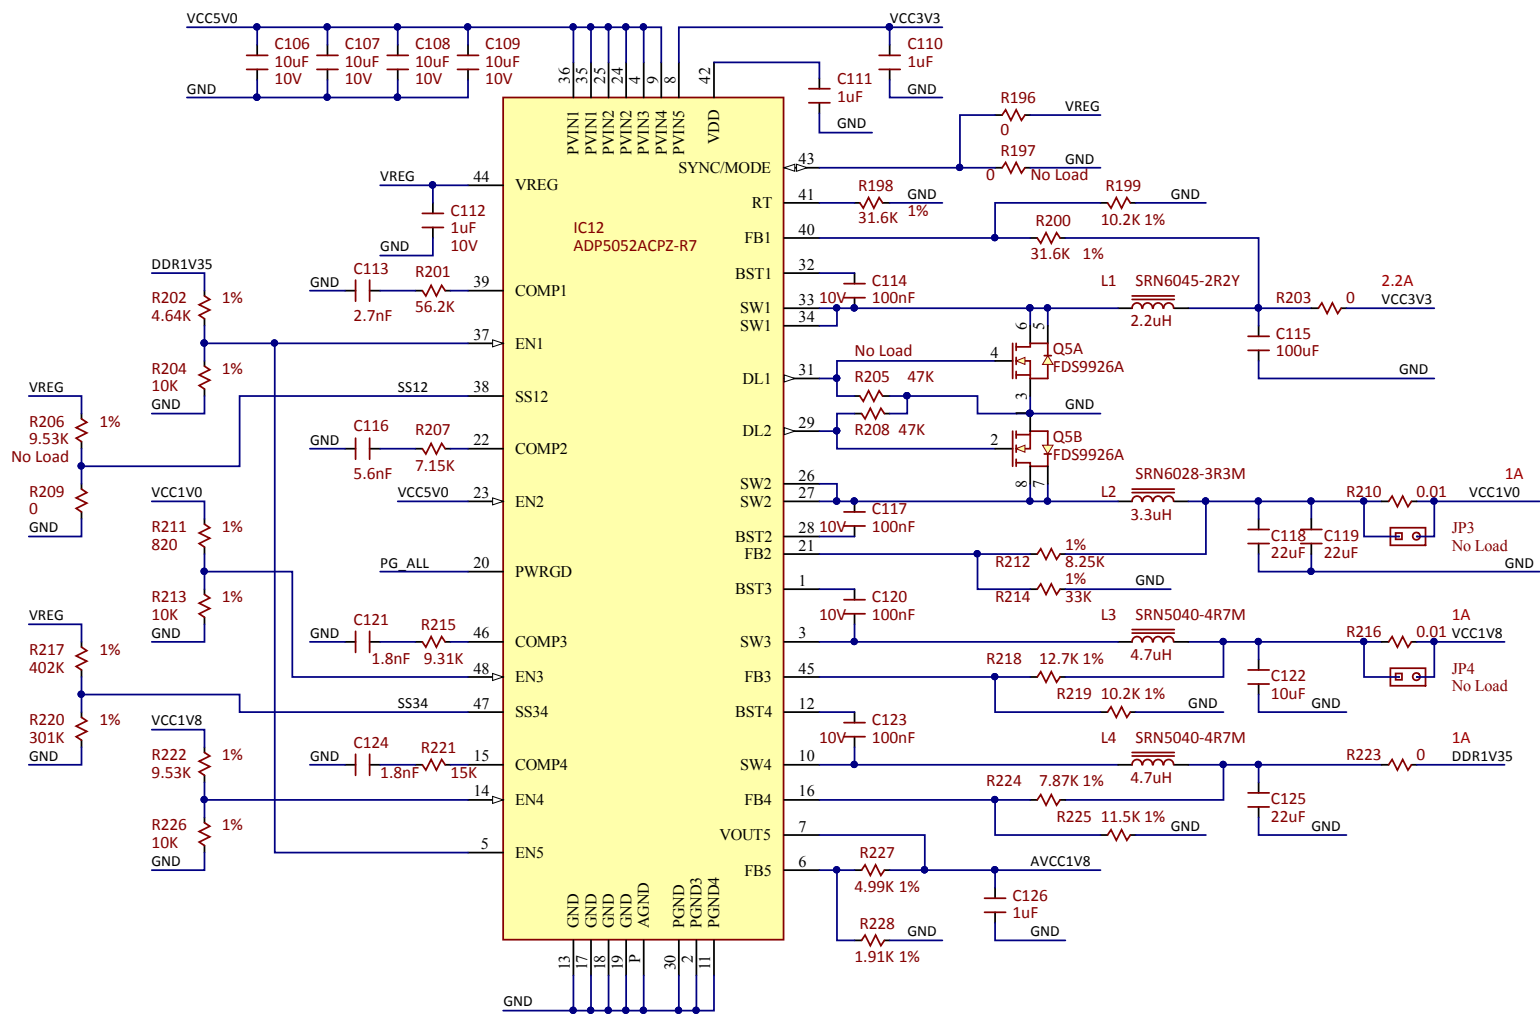 VCC5V0
C106
10uF
10V
C107
10uF
10V
C108
10uF
10V
C109
10uF
10V
GND
VCC3V3
C110
1uF
GND
C111
1uF
GND
36
35
25
24
4
9
8
42
PVIN1
PVIN1
PVIN2
PVIN2
PVIN3
PVIN4
PVIN5
VDD
IC12
ADP5052ACPZ-R7
VREG
44
VREG
C112
1uF
10V
GND
GND
C113
2.7nF
R201
56.2K
39
COMP1
DDR1V35
R202
4.64K
1%
37
EN1
R204
10K
1%
GND
VREG
R206
9.53K
No Load
1%
SS12
38
SS12
R209
0
GND
GND
C116
5.6nF
R207
7.15K
22
COMP2
VCC5V0
23
EN2
VCC1V0
R211
820
1%
PG_ALL
20
PWRGD
R213
10K
1%
GND
GND
C121
1.8nF
R215
9.31K
46
COMP3
48
EN3
VREG
R217
402K
1%
SS34
47
SS34
R220
301K
1%
GND
VCC1V8
R222
9.53K
1%
GND
C124
1.8nF
R221
15K
15
COMP4
14
EN4
R226
10K
1%
GND
5
EN5
SYNC/MODE
43
R196
0
VREG
R197
0
No Load
GND
RT
41
R198
31.6K 1%
GND
FB1
40
R199
10.2K 1%
GND
R200
31.6K 1%
BST1
32
C114
10V
100nF
SW1
33
SW1
34
L1
SRN6045-2R2Y
2.2uH
R203
0
2.2A
VCC3V3
C115
100uF
GND
DL1
31
No Load
R205
47K
6
5
4
3
Q5A
FDS9926A
GND
DL2
29
R208
47K
1
2
8
7
Q5B
FDS9926A
SW2
26
SW2
27
L2
SRN6028-3R3M
3.3uH
R210
0.01
1A
VCC1V0
JP3
No Load
C117
10V
100nF
C118
22uF
C119
22uF
GND
BST2
28
FB2
21
R212
1%
8.25K
R214
1%
33K
GND
BST3
1
C120
10V
100nF
SW3
3
L3
SRN5040-4R7M
4.7uH
R216
0.01
1A
VCC1V8
JP4
No Load
C122
10uF
GND
FB3
45
R218
12.7K 1%
R219
10.2K 1%
GND
BST4
12
C123
10V
100nF
SW4
10
L4
SRN5040-4R7M
4.7uH
R223
0
1A
DDR1V35
C125
22uF
GND
FB4
16
R224
7.87K 1%
R225
11.5K 1%
GND
VOUT5
7
FB5
6
R227
4.99K 1%
AVCC1V8
C126
1uF
GND
R228
1.91K 1%
GND
GND
GND
GND
GND
AGND
PGND
PGND3
PGND4
13
17
18
19
P
30
2
11
GND